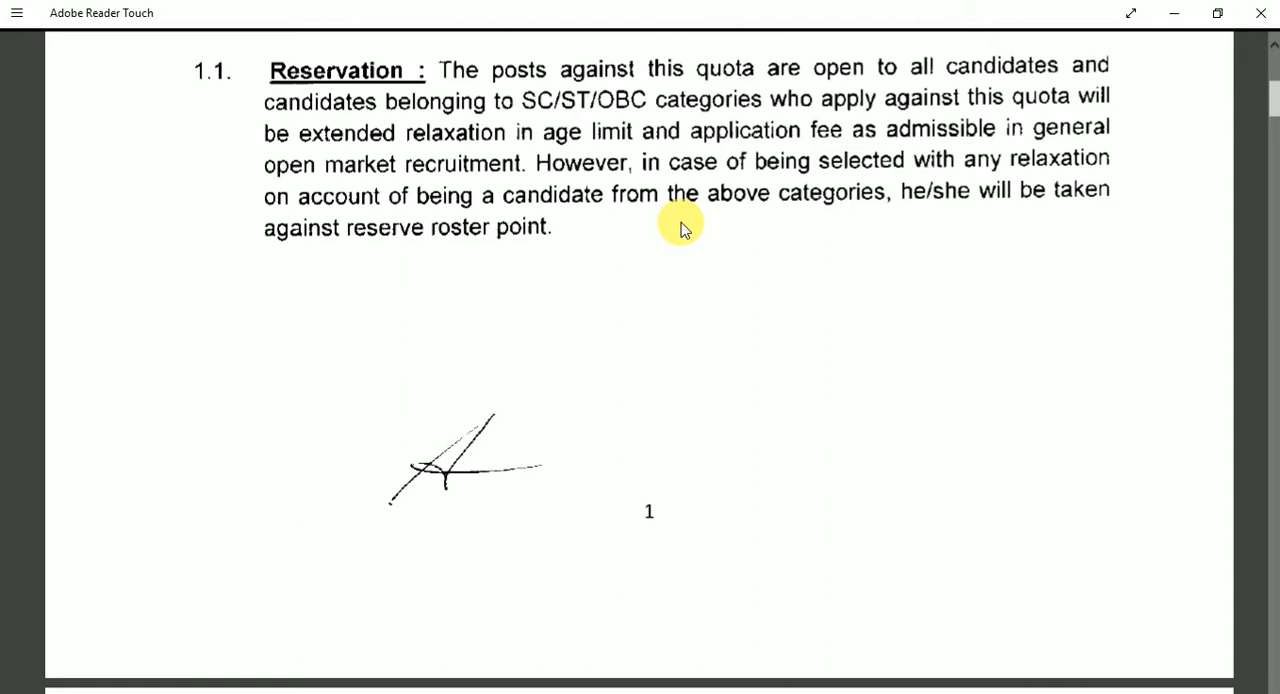 Adobe Reader Touch
1.1. Reservation : The posts against this quota are open to all candidates and
candidates belonging to SC/ST/OBC categories who apply against this quota will
be extended relaxation in age limit and application fee as admissible in general
open market recruitment. However, in case of being selected with any relaxation
on account of being a candidate from the above categories, he/she will be taken
against reserve roster point.
1